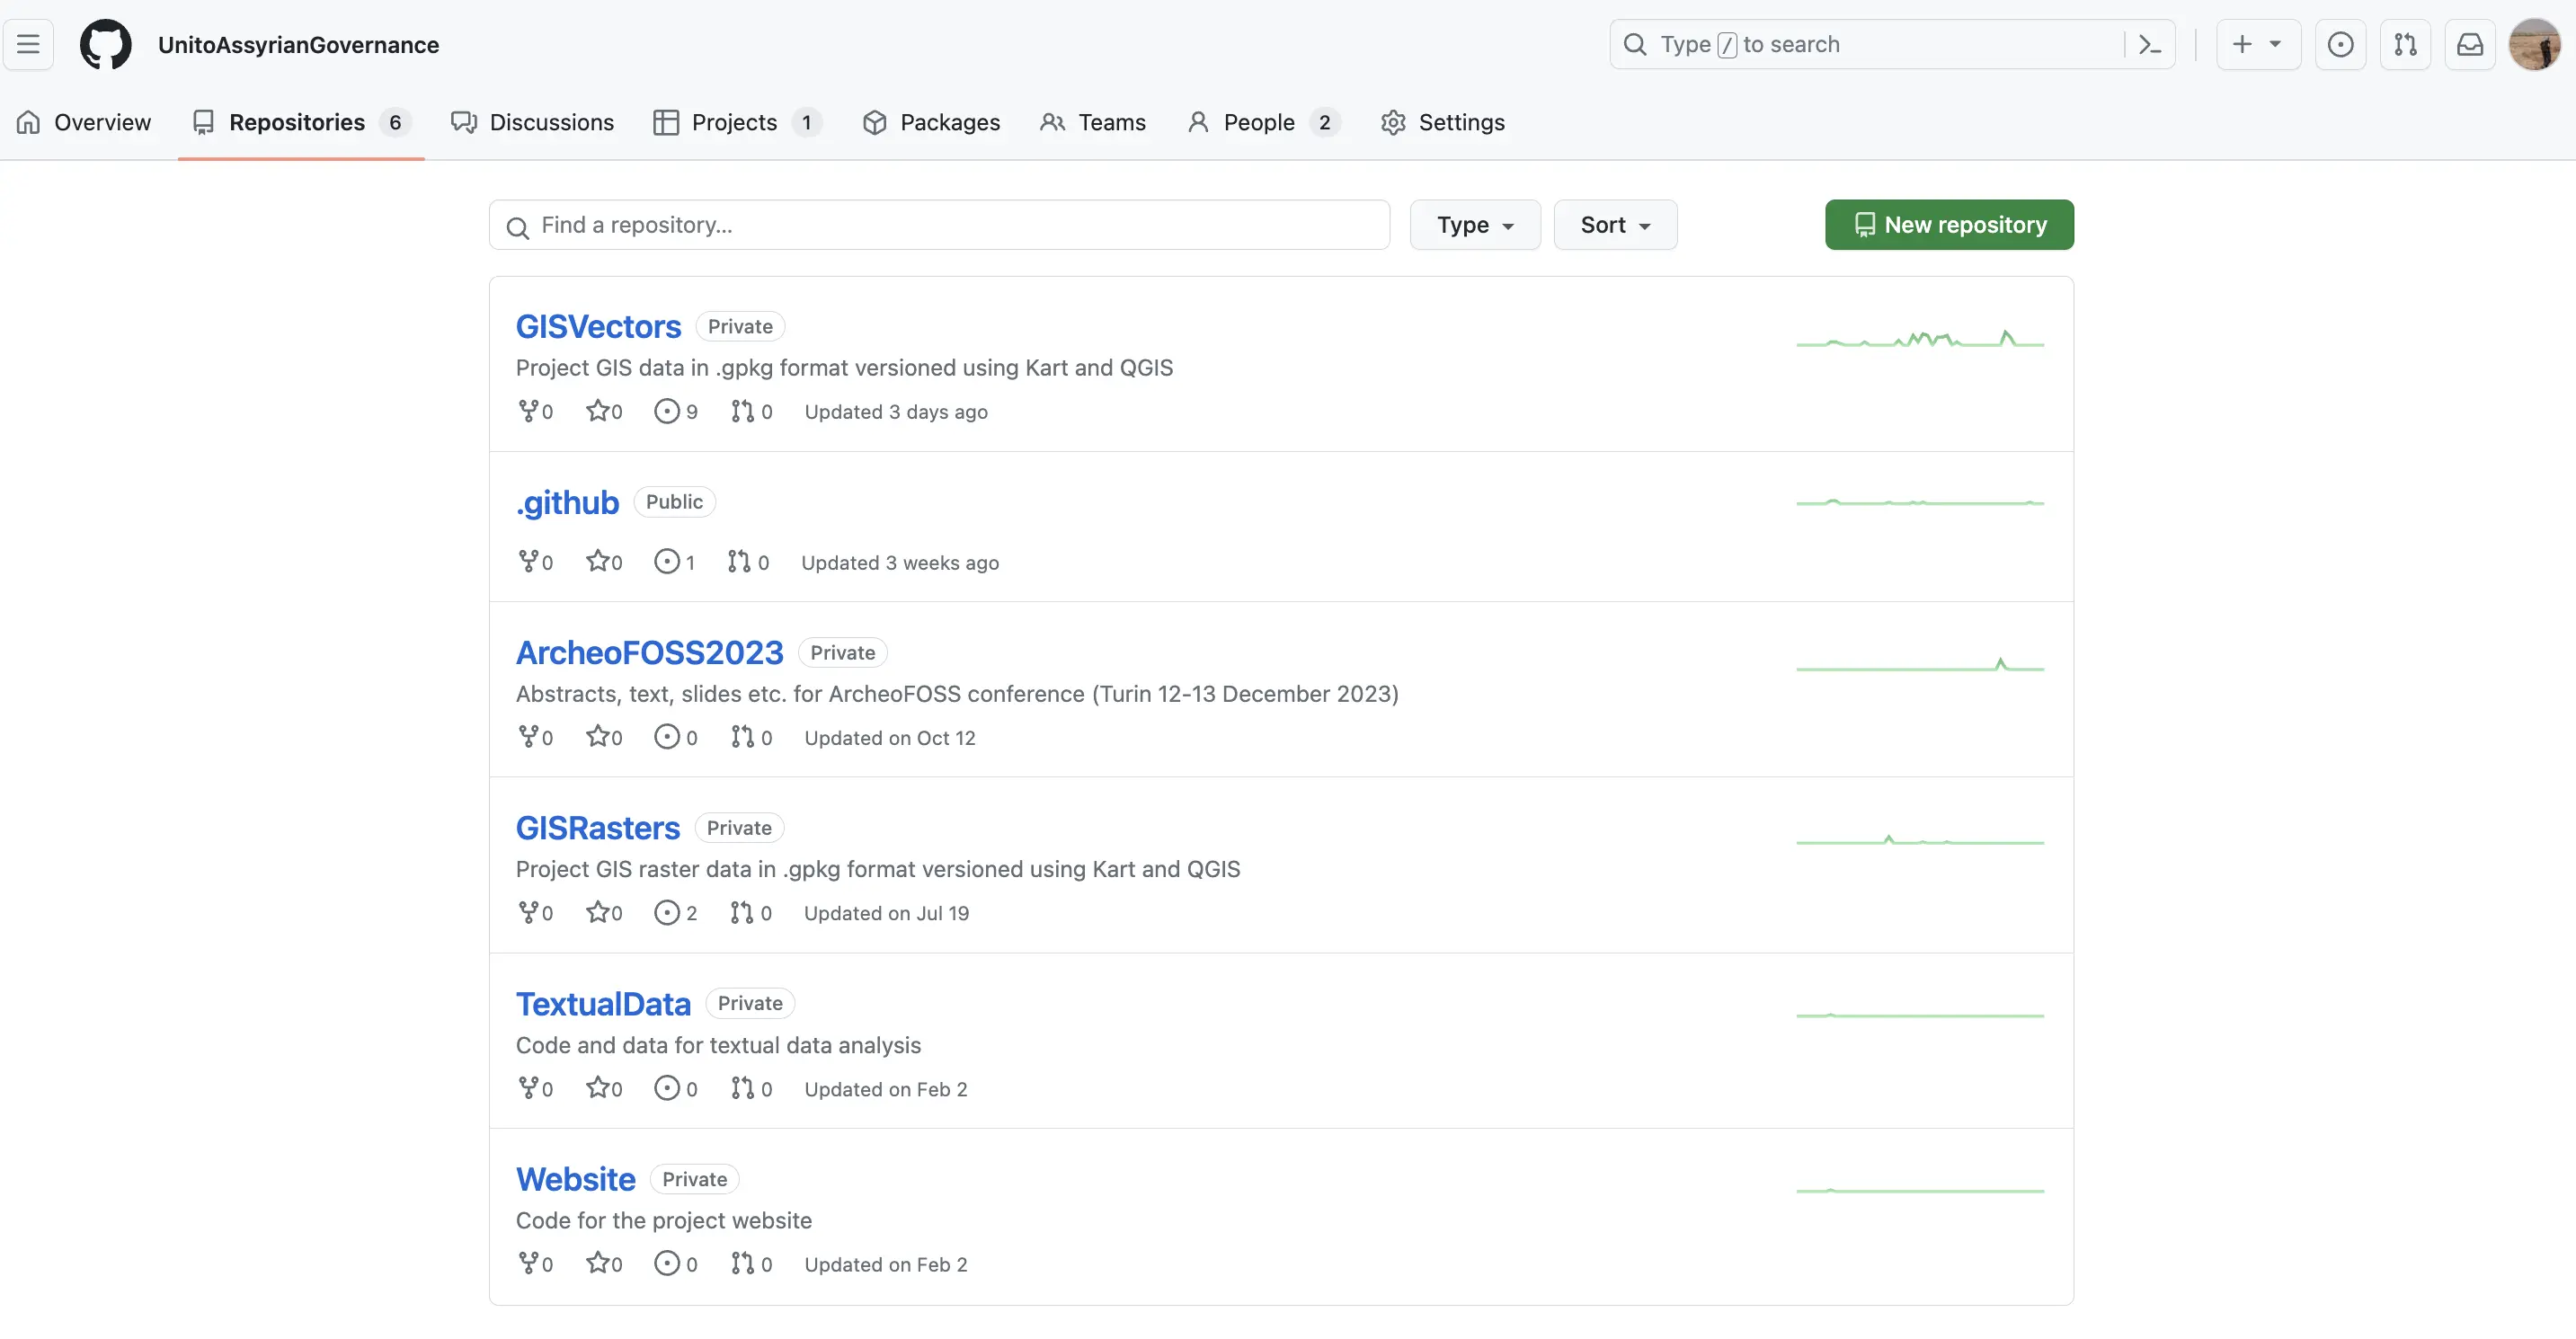 UnitoAssyrianGovernance
Type / to search
Overview
Repositories 6
Discussions
Projects 1
Packages
Teams
People 2
Settings
Find a repository...
Type
Sort
New repository
GISVectors Private
Project GIS data in .gpkg format versioned using Kart and QGIS
0 0 9 0 Updated 3 days ago
.github Public
0 0 1 0 Updated 3 weeks ago
ArcheoFOSS2023 Private
Abstracts, text, slides etc. for ArcheoFOSS conference (Turin 12-13 December 2023)
0 0 0 0 Updated on Oct 12
GISRasters Private
Project GIS raster data in .gpkg format versioned using Kart and QGIS
0 0 2 0 Updated on Jul 19
TextualData Private
Code and data for textual data analysis
0 0 0 0 Updated on Feb 2
Website Private
Code for the project website
0 0 0 0 Updated on Feb 2